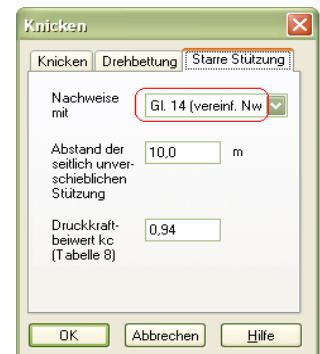 Knicken
Knicken Drehbettung Starre Stützung
Nachweise
mit
Gl. 14 (vereinf. Nw
Abstand der
seitlich unver-
schieblichen
Stützung
10,0 m
Druckkraft-
beiwert kc
(Tabelle 8)
0,94
OK Abbrechen Hilfe